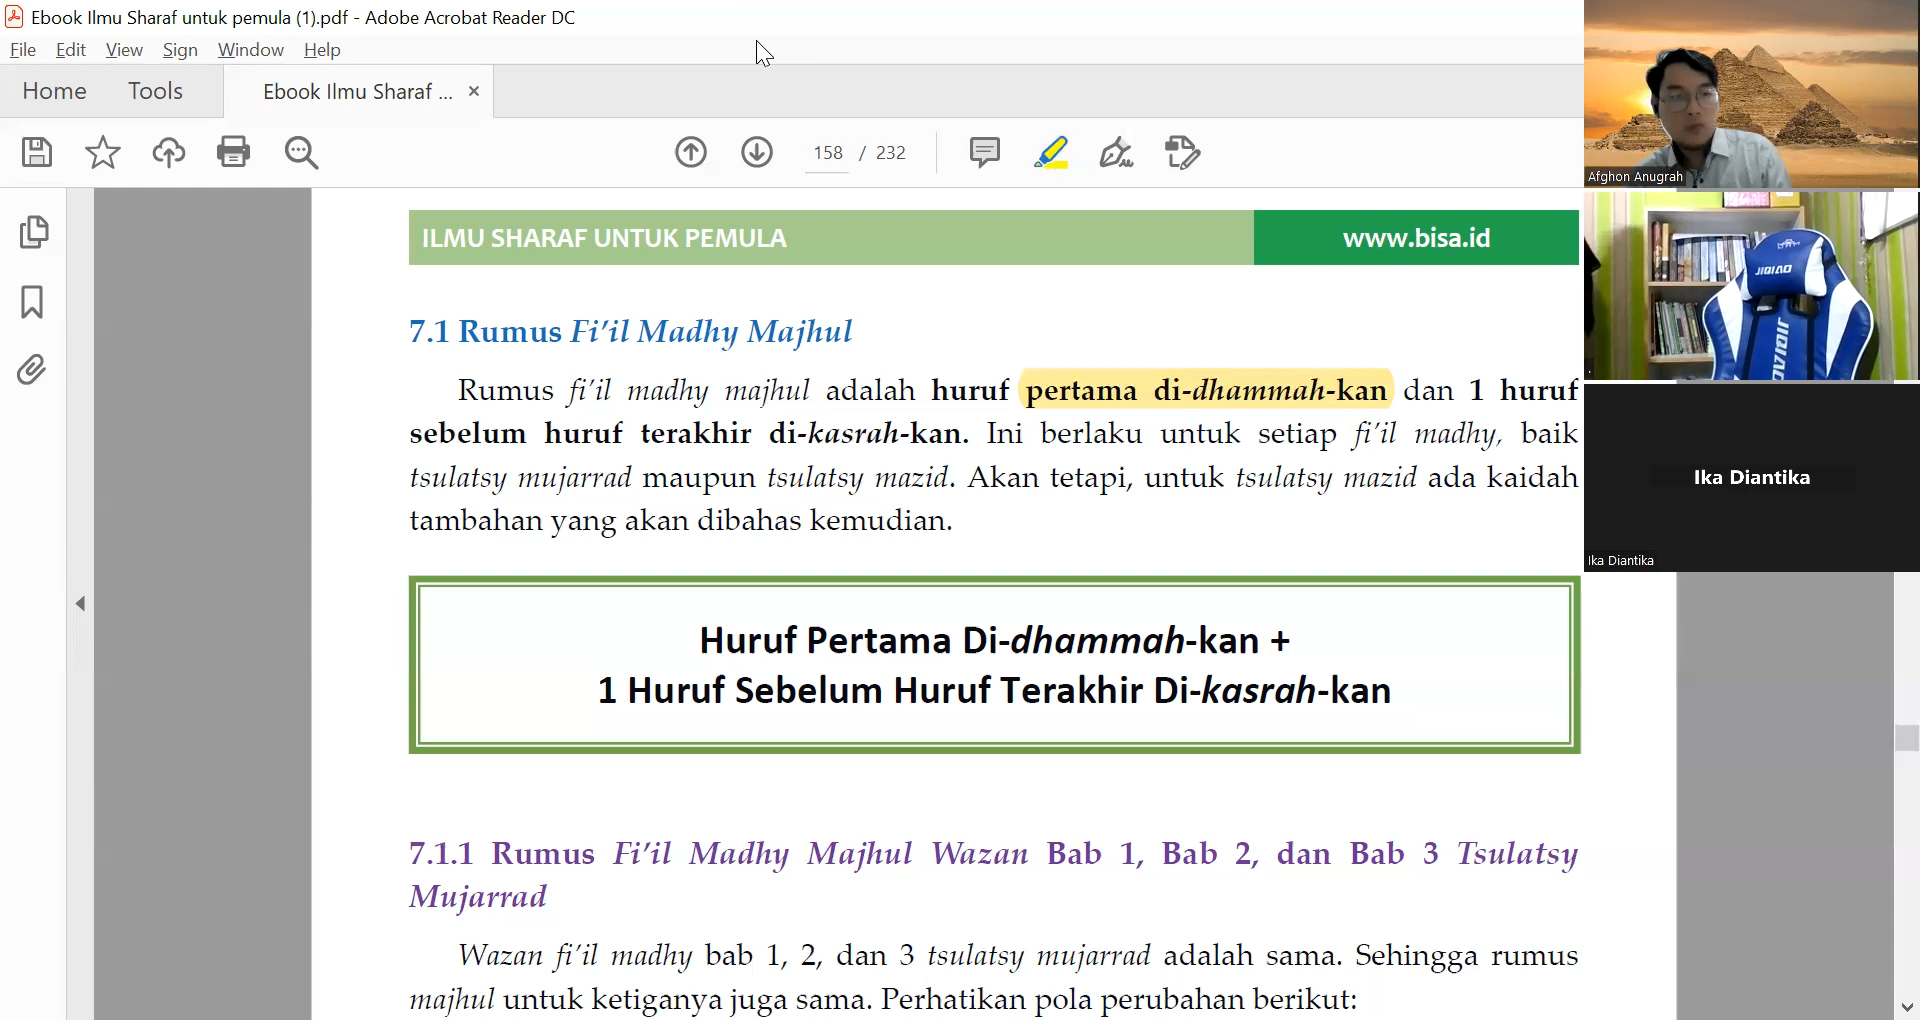 Ebook Ilmu Sharaf untuk pemula (1).pdf - Adobe Acrobat Reader DC
File Edit View Sign Window Help
Home Tools Ebook Ilmu Sharaf ... ×
158 / 232
ILMU SHARAF UNTUK PEMULA www.bisa.id
7.1 Rumus Fi’il Madhy Majhul
Rumus fi’il madhy majhul adalah huruf pertama di-dhammah-kan dan 1 huruf
sebelum huruf terakhir di-kasrah-kan. Ini berlaku untuk setiap fi’il madhy, baik
tsulatsy mujarrad maupun tsulatsy mazid. Akan tetapi, untuk tsulatsy mazid ada kaidah
tambahan yang akan dibahas kemudian.
Huruf Pertama Di-dhammah-kan +
1 Huruf Sebelum Huruf Terakhir Di-kasrah-kan
7.1.1 Rumus Fi’il Madhy Majhul Wazan Bab 1, Bab 2, dan Bab 3 Tsulatsy
Mujarrad
Wazan fi’il madhy bab 1, 2, dan 3 tsulatsy mujarrad adalah sama. Sehingga rumus
majhul untuk ketiganya juga sama. Perhatikan pola perubahan berikut:
Afghon Anugrah
JIQIAO
Ika Diantika
Ika Diantika